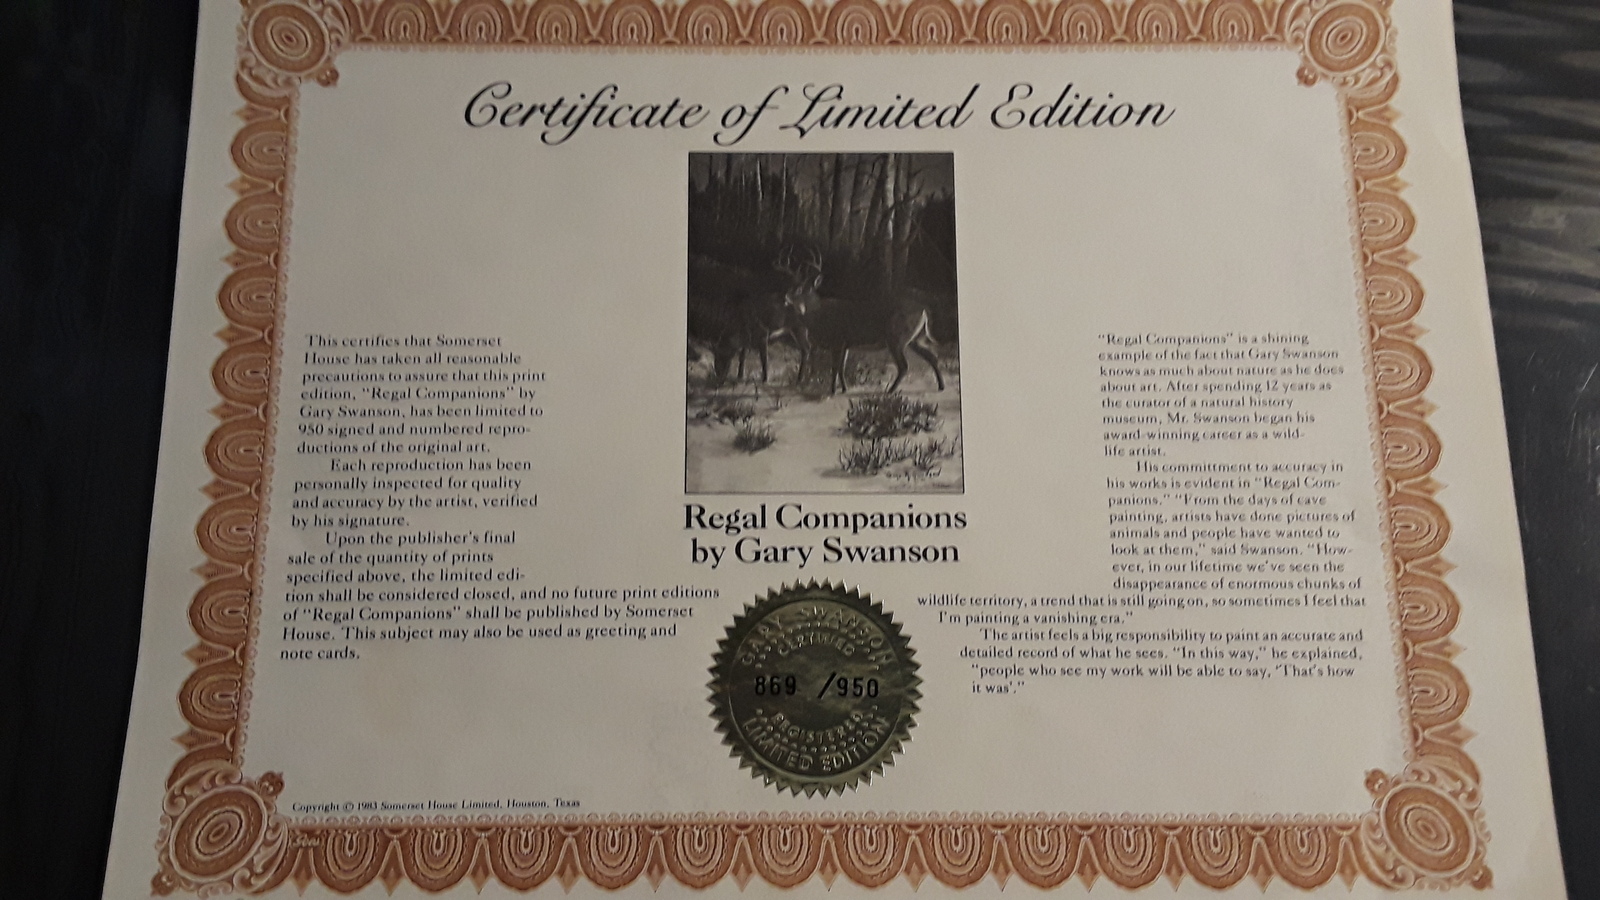 Certificate of Limited Edition
This certifies that Somerset
House has taken all reasonable
precautions to assure that this print
edition, "Regal Companions" by
Gary Swanson, has been limited to
950 signed and numbered repro-
ductions of the original art.
Each reproduction has been
personally inspected for quality
and accuracy by the artist, verified
by his signature.
Upon the publisher's final
sale of the quantity of prints
specified above, the limited edi-
tion shall be considered closed, and no future print editions
of "Regal Companions" shall be published by Somerset
House. This subject may also be used as greeting and
note cards.
Regal Companions
by Gary Swanson
GARY SWANSON
CERTIFIED
869 /950
REGISTERED
LIMITED EDITION
"Regal Companions" is a shining
example of the fact that Gary Swanson
knows as much about nature as he does
about art. After spending 12 years as
the curator of a natural history
museum, Mr. Swanson began his
award-winning career as a wild-
life artist.
His committment to accuracy in
his works is evident in "Regal Com-
panions." "From the days of cave
painting, artists have done pictures of
animals and people have wanted to
look at them," said Swanson. "How-
ever, in our lifetime we've seen the
disappearance of enormous chunks of
wildlife territory, a trend that is still going on, so sometimes I feel that
I'm painting a vanishing era."
The artist feels a big responsibility to paint an accurate and
detailed record of what he sees. "In this way," he explained,
"people who see my work will be able to say, 'That's how
it was'."
Copyright © 1983 Somerset House Limited, Houston, Texas